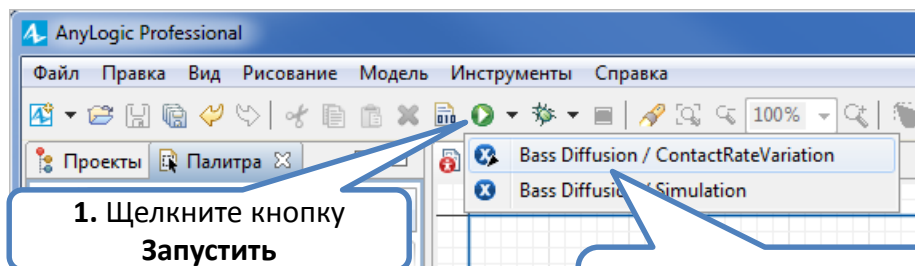 AnyLogic Professional
Файл Правка Вид Рисование Модель Инструменты Справка
010 100%
Проекты Палитра
Bass Diffusion / ContactRateVariation
Bass Diffusion / Simulation
1. Щелкните кнопку
Запустить